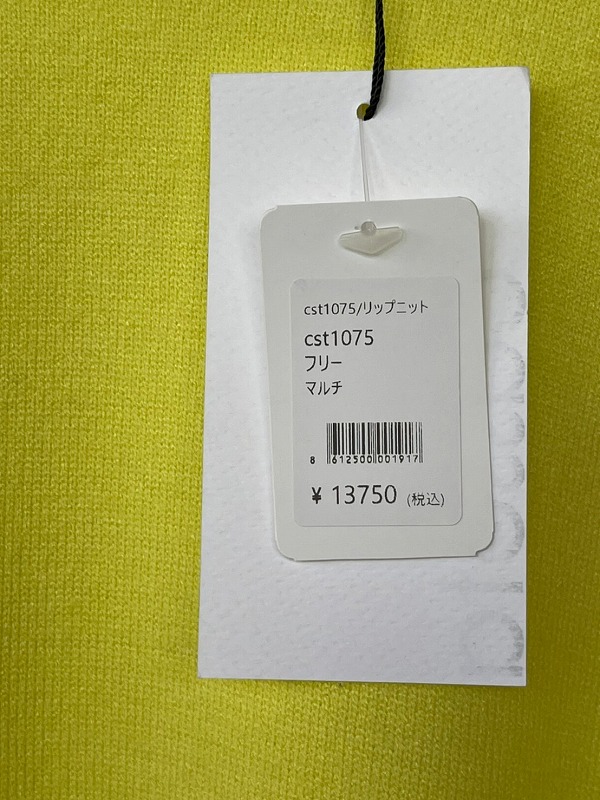 cst1075/リップニット
cst1075
フリー
マルチ
8 612500 001917
¥ 13750 (税込)